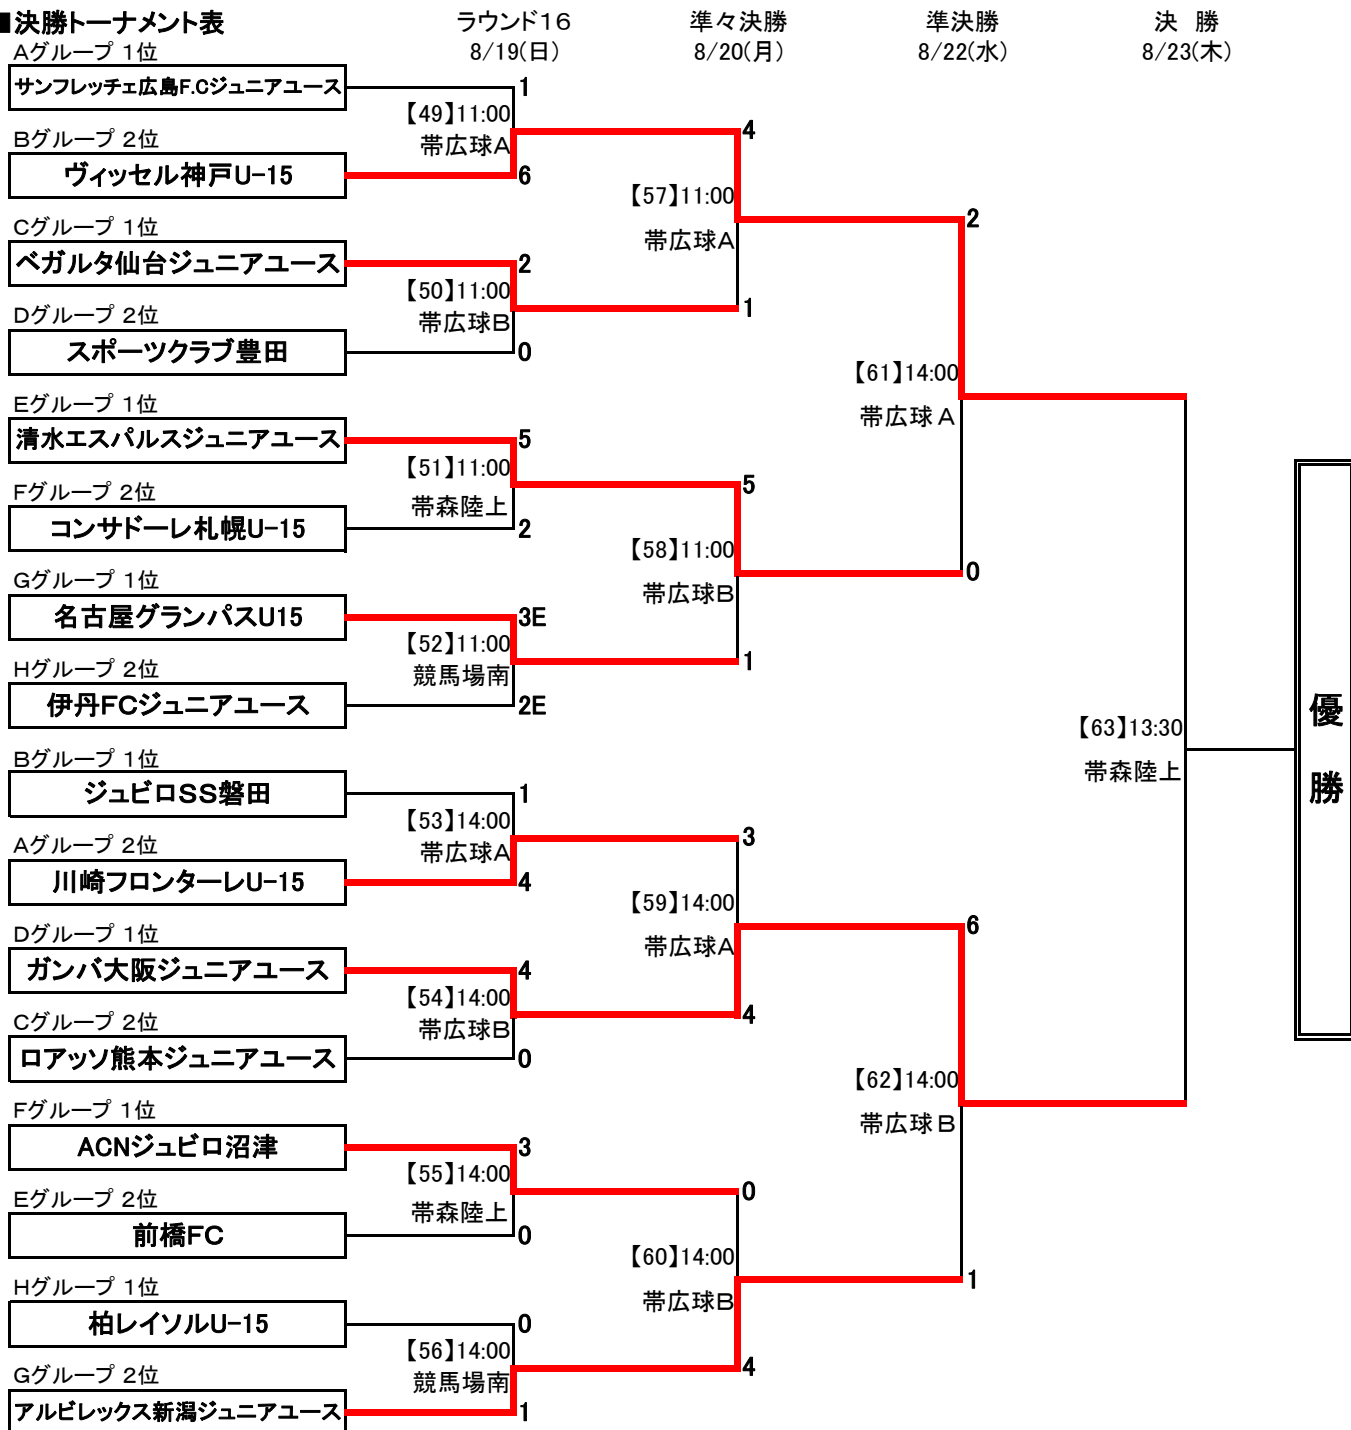 ■決勝トーナメント表
ラウンド16
準々決勝
準決勝
決 勝
8/19(日)
8/20(月)
8/22(水)
8/23(木)
Aグループ 1位
サンフレッチェ広島F.Cジュニアユース
1
【49】11:00
帯広球A
Bグループ 2位
ヴィッセル神戸U-15
6
4
【57】11:00
帯広球A
Cグループ 1位
ベガルタ仙台ジュニアユース
2
2
【50】11:00
帯広球B
1
Dグループ 2位
スポーツクラブ豊田
0
【61】14:00
帯広球A
Eグループ 1位
清水エスパルスジュニアユース
5
【51】11:00
帯森陸上
5
Fグループ 2位
コンサドーレ札幌U-15
2
【58】11:00
帯広球B
0
Gグループ 1位
名古屋グランパスU15
3E
【52】11:00
競馬場南
1
Hグループ 2位
伊丹FCジュニアユース
2E
【63】13:30
帯森陸上
優
勝
Bグループ 1位
ジュビロSS磐田
1
【53】14:00
帯広球A
3
Aグループ 2位
川崎フロンターレU-15
4
【59】14:00
帯広球A
6
Dグループ 1位
ガンバ大阪ジュニアユース
4
【54】14:00
帯広球B
4
Cグループ 2位
ロアッソ熊本ジュニアユース
0
【62】14:00
帯広球B
Fグループ 1位
ACNジュビロ沼津
3
【55】14:00
帯森陸上
0
Eグループ 2位
前橋FC
0
【60】14:00
帯広球B
1
Hグループ 1位
柏レイソルU-15
0
【56】14:00
競馬場南
4
Gグループ 2位
アルビレックス新潟ジュニアユース
1